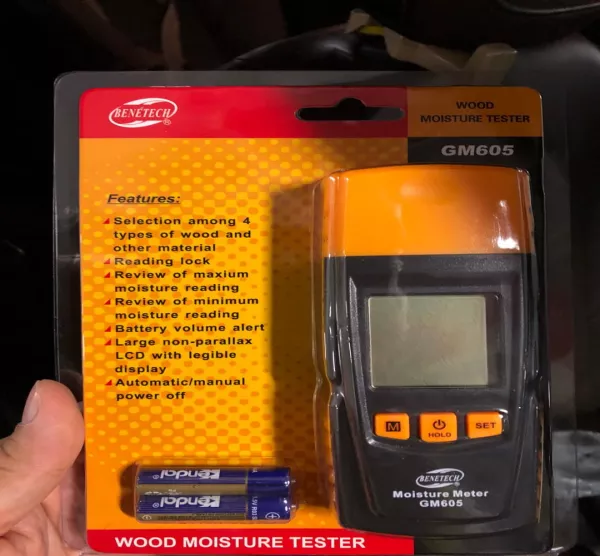 BENETECH®
WOOD
MOISTURE TESTER
GM605
Features:
Selection among 4
types of wood and
other material
Reading lock
Review of maxium
moisture reading
Review of minimum
moisture reading
Battery volume alert
Large non-parallax
LCD with legible
display
Automatic/manual
power off
M
HOLD
SET
BENETECH®
Moisture Meter
GM605
Kendal
Kendal
WOOD MOISTURE TESTER